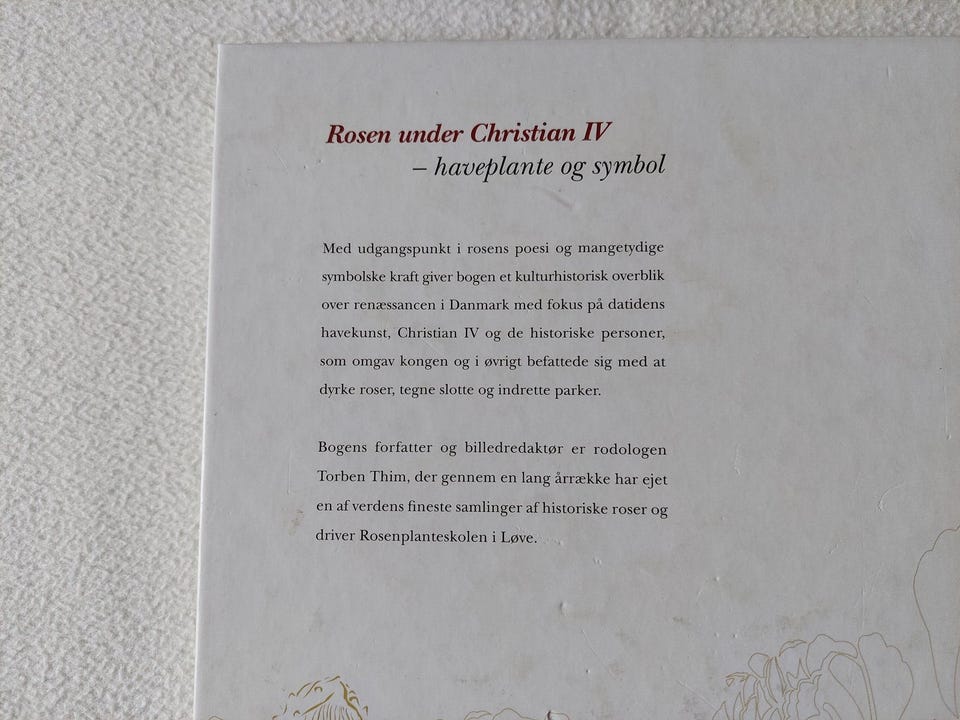 Rosen under Christian IV
– haveplante og symbol
Med udgangspunkt i rosens poesi og mangetydige
symbolske kraft giver bogen et kulturhistorisk overblik
over renæssancen i Danmark med fokus på datidens
havekunst, Christian IV og de historiske personer,
som omgav kongen og i øvrigt befattede sig med at
dyrke roser, tegne slotte og indrette parker.
Bogens forfatter og billedredaktør er rodologen
Torben Thim, der gennem en lang årrække har ejet
en af verdens fineste samlinger af historiske roser og
driver Rosenplanteskolen i Løve.